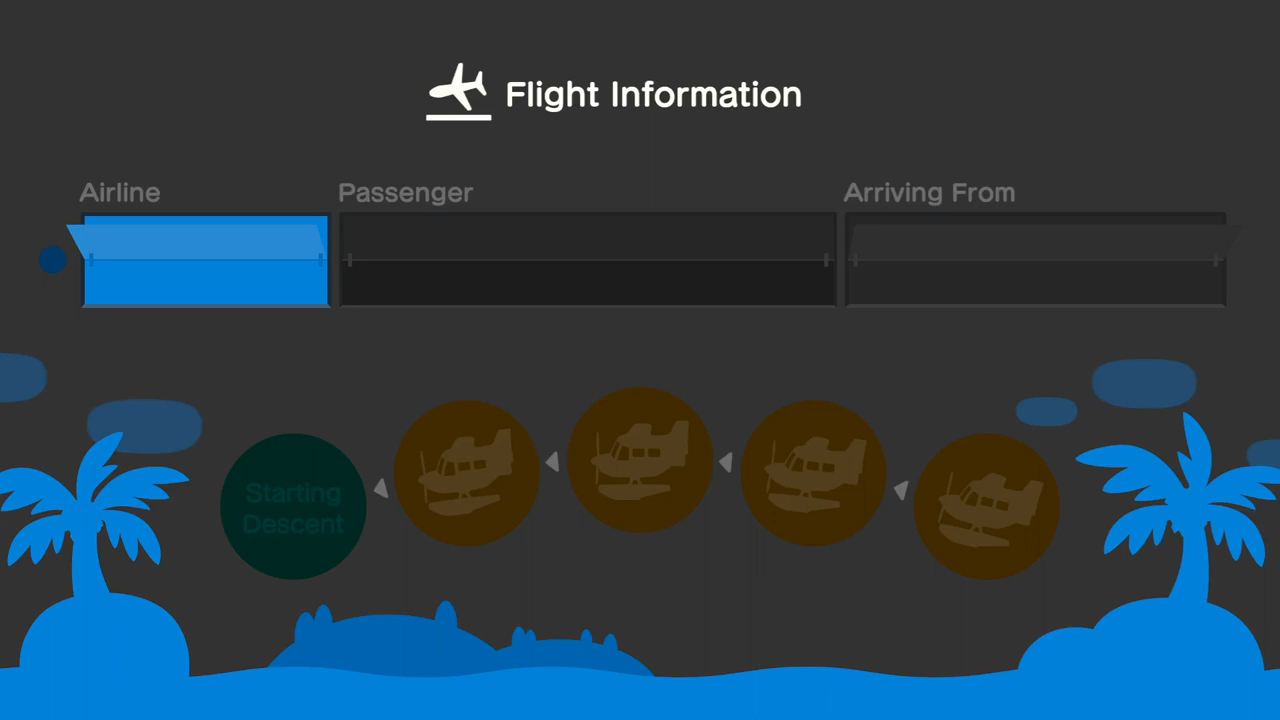 Flight Information
Airline
Passenger
Arriving From
Starting
Descent